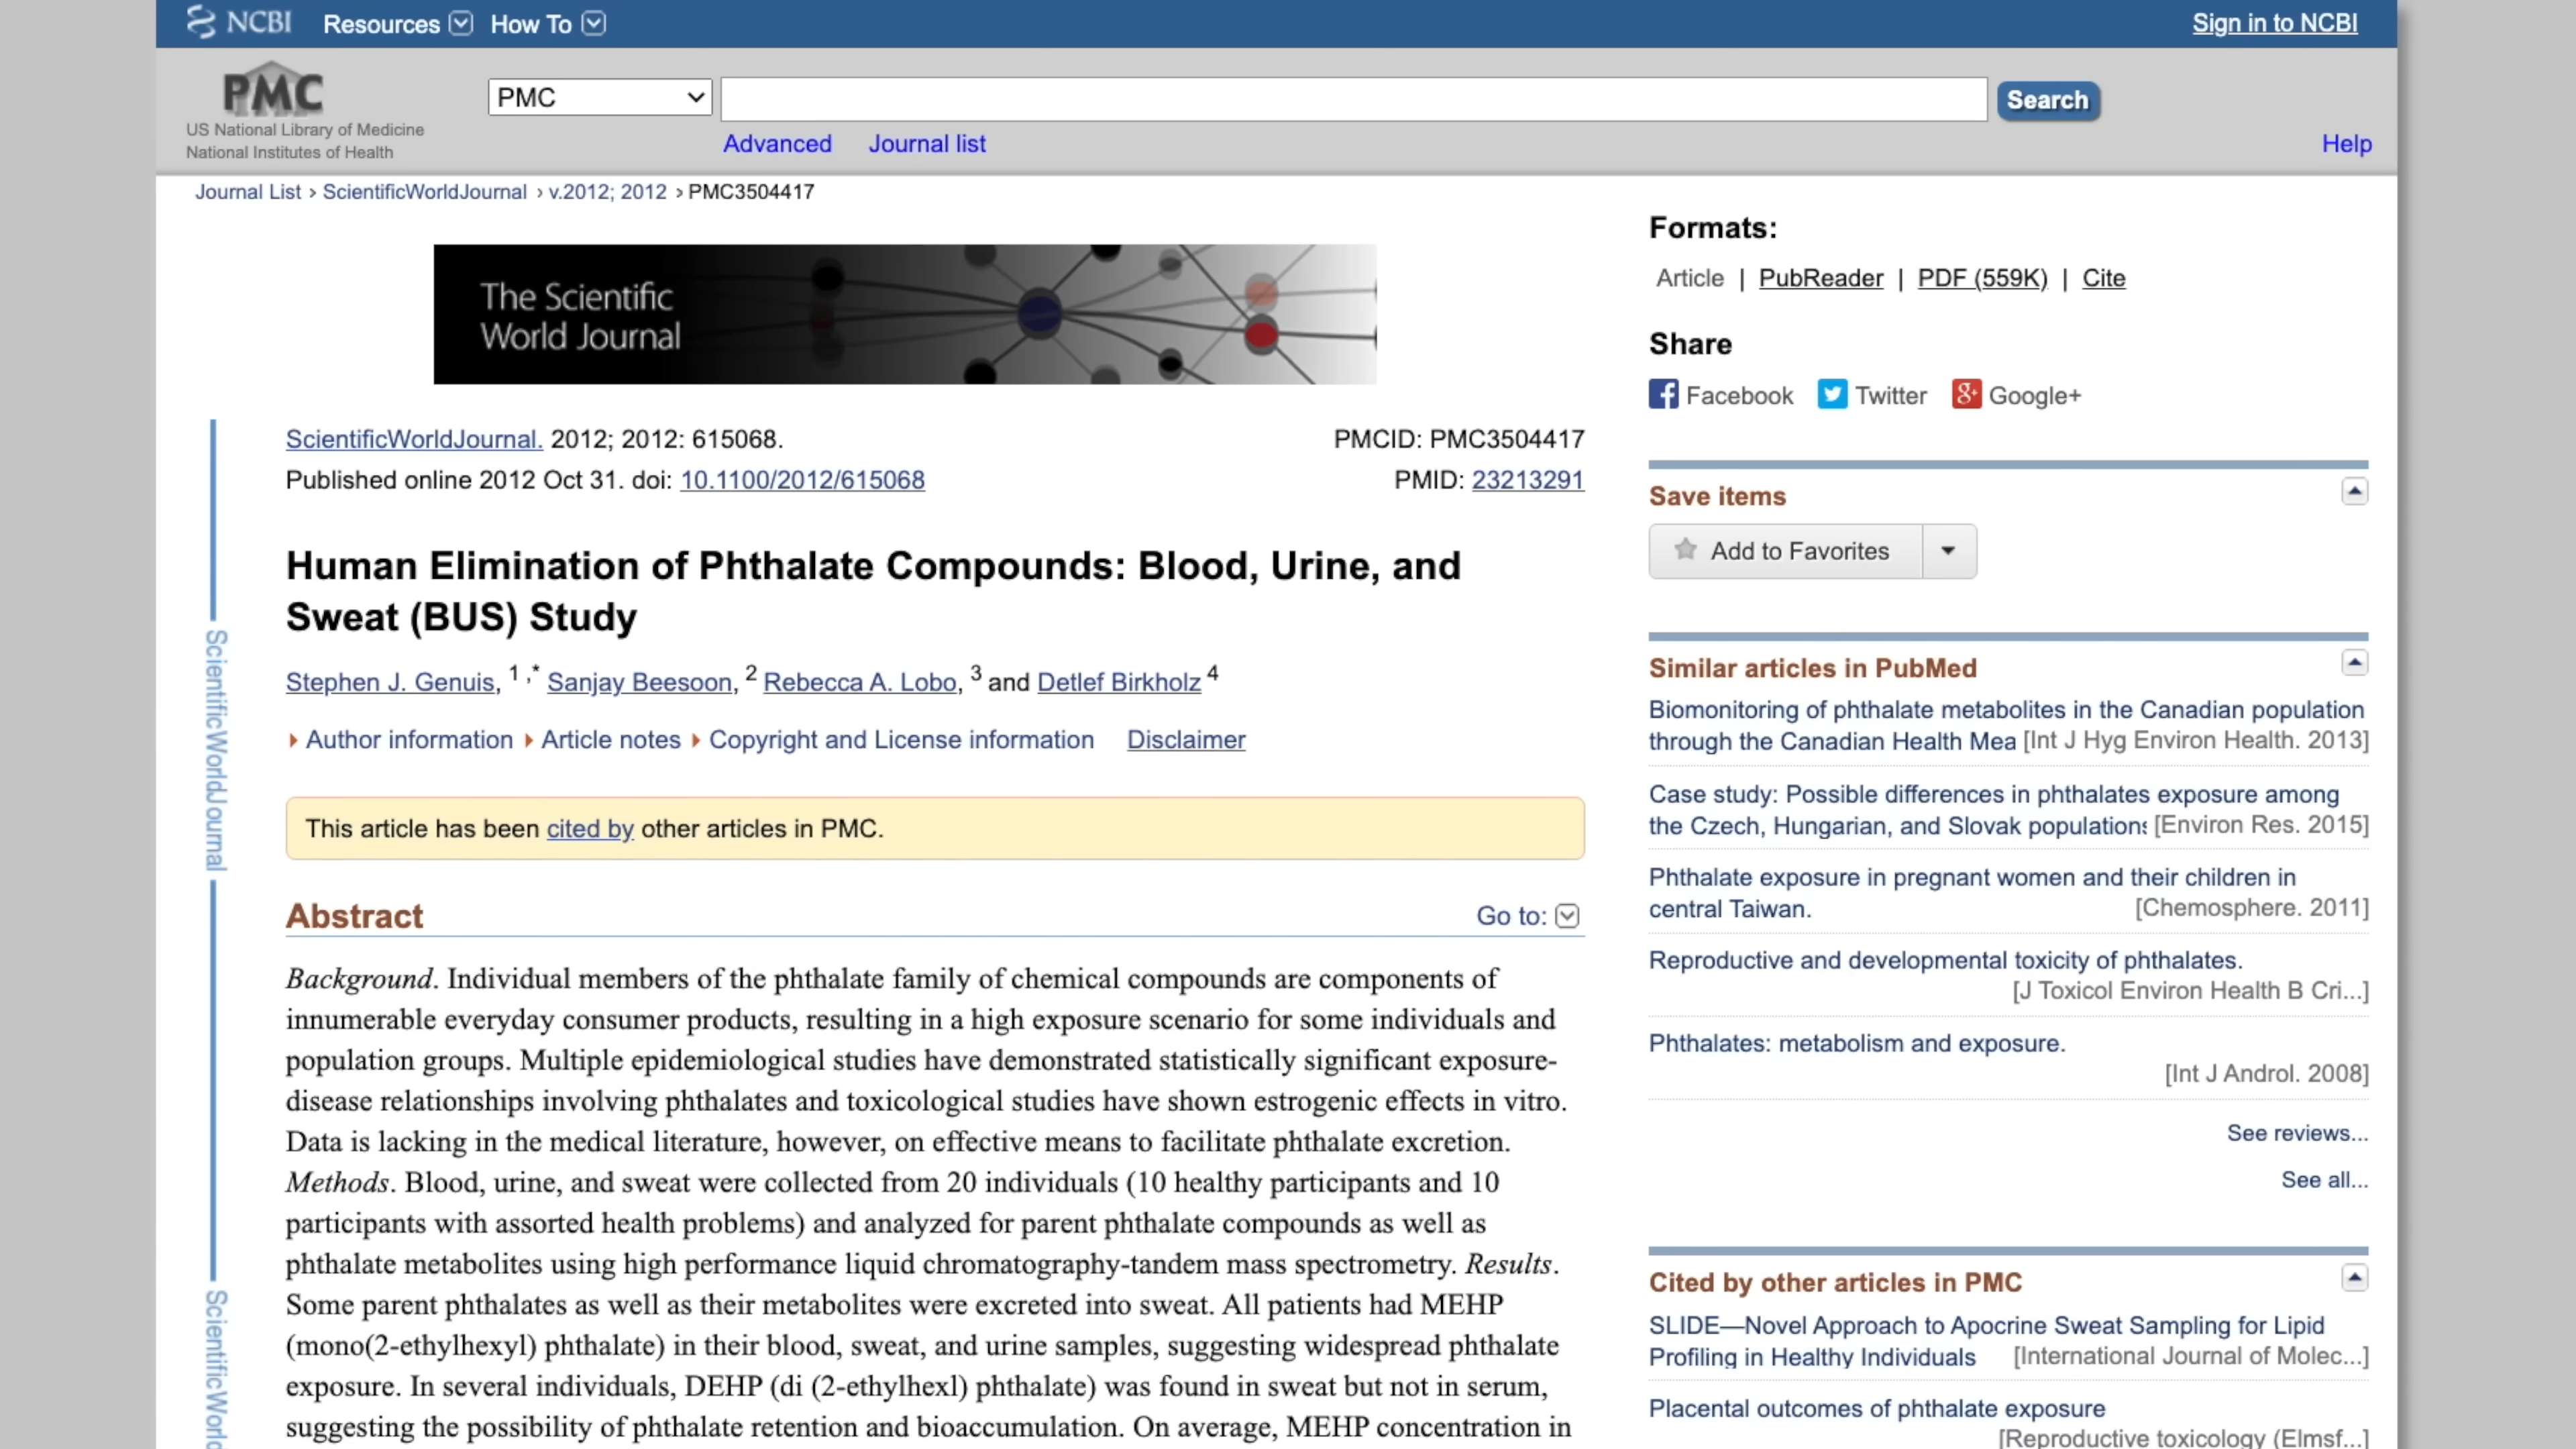 NCBI Resources How To Sign in to NCBI
PMC
US National Library of Medicine
National Institutes of Health
PMC
Search
Advanced Journal list
Help
Journal List › ScientificWorldJournal › v.2012; 2012 › PMC3504417
The Scientific
World Journal
ScientificWorldJournal. 2012; 2012: 615068.
PMCID: PMC3504417
Published online 2012 Oct 31. doi: 10.1100/2012/615068
PMID: 23213291
Human Elimination of Phthalate Compounds: Blood, Urine, and
Sweat (BUS) Study
Stephen J. Genuis, 1 ,* Sanjay Beesoon, 2 Rebecca A. Lobo, 3 and Detlef Birkholz 4
Author information Article notes Copyright and License information Disclaimer
This article has been cited by other articles in PMC.
Abstract
Go to:
Background. Individual members of the phthalate family of chemical compounds are components of
innumerable everyday consumer products, resulting in a high exposure scenario for some individuals and
population groups. Multiple epidemiological studies have demonstrated statistically significant exposure-
disease relationships involving phthalates and toxicological studies have shown estrogenic effects in vitro.
Data is lacking in the medical literature, however, on effective means to facilitate phthalate excretion.
Methods. Blood, urine, and sweat were collected from 20 individuals (10 healthy participants and 10
participants with assorted health problems) and analyzed for parent phthalate compounds as well as
phthalate metabolites using high performance liquid chromatography-tandem mass spectrometry. Results.
Some parent phthalates as well as their metabolites were excreted into sweat. All patients had MEHP
(mono(2-ethylhexyl) phthalate) in their blood, sweat, and urine samples, suggesting widespread phthalate
exposure. In several individuals, DEHP (di (2-ethylhexl) phthalate) was found in sweat but not in serum,
suggesting the possibility of phthalate retention and bioaccumulation. On average, MEHP concentration in
ScientificWorldJournal
ScientificWorld
Formats:
Article | PubReader | PDF (559K) | Cite
Share
Facebook Twitter Google+
Save items
Add to Favorites
Similar articles in PubMed
Biomonitoring of phthalate metabolites in the Canadian population
through the Canadian Health Mea [Int J Hyg Environ Health. 2013]
Case study: Possible differences in phthalates exposure among
the Czech, Hungarian, and Slovak populations [Environ Res. 2015]
Phthalate exposure in pregnant women and their children in
central Taiwan. [Chemosphere. 2011]
Reproductive and developmental toxicity of phthalates.
[J Toxicol Environ Health B Cri...]
Phthalates: metabolism and exposure.
[Int J Androl. 2008]
See reviews...
See all...
Cited by other articles in PMC
SLIDE—Novel Approach to Apocrine Sweat Sampling for Lipid
Profiling in Healthy Individuals [International Journal of Molec...]
Placental outcomes of phthalate exposure
[Reproductive toxicology (Elmsf...]